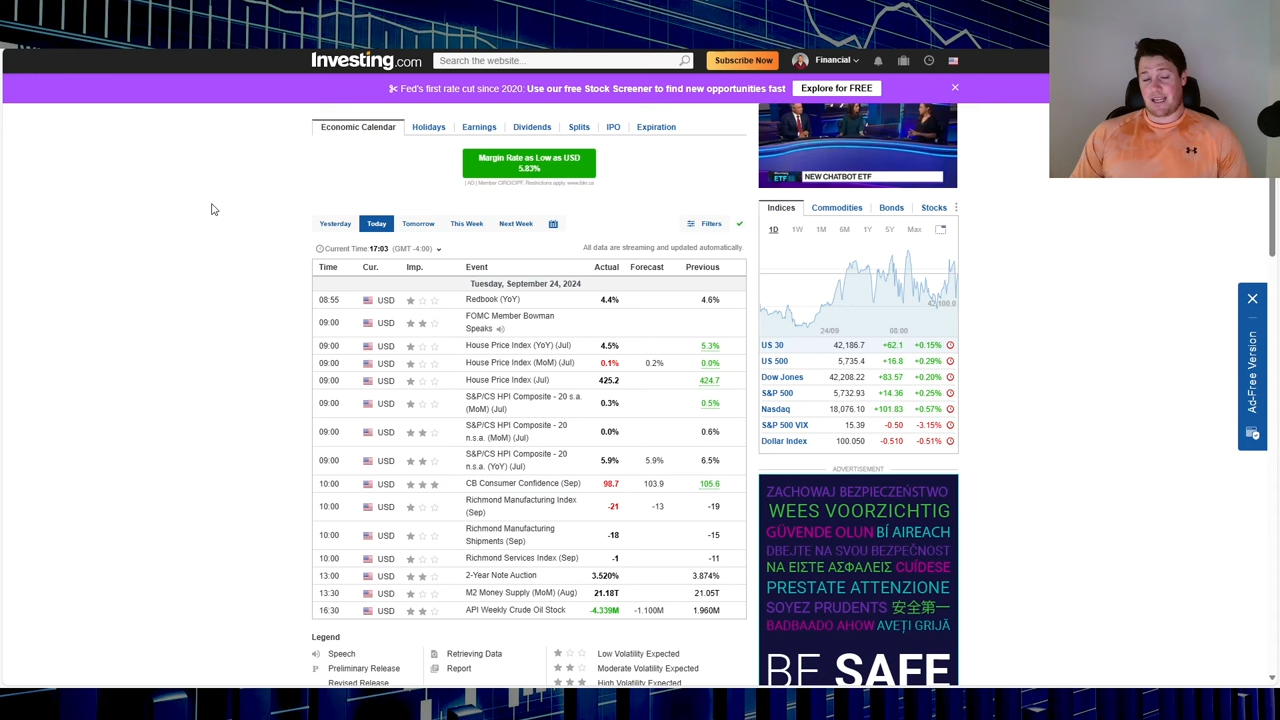 Investing.com
Search the website...
Subscribe Now
Financial
Fed's first rate cut since 2020: Use our free Stock Screener to find new opportunities fast
Explore for FREE
Economic Calendar Holidays Earnings Dividends Splits IPO Expiration
Margin Rate as Low as USD
5.83%
Yesterday Today Tomorrow This Week Next Week Filters
Current Time: 17:03 (GMT -4:00)
All data are streaming and updated automatically.
Time Cur. Imp. Event Actual Forecast Previous
Tuesday, September 24, 2024
08:55 USD Redbook (YoY) 4.4% 4.6%
09:00 USD FOMC Member Bowman
Speaks
09:00 USD House Price Index (YoY) (Jul) 4.5% 5.3%
09:00 USD House Price Index (MoM) (Jul) 0.1% 0.2% 0.0%
09:00 USD House Price Index (Jul) 425.2 424.7
09:00 USD S&P/CS HPI Composite - 20 s.a.
(MoM) (Jul) 0.3% 0.5%
09:00 USD S&P/CS HPI Composite - 20
n.s.a. (MoM) (Jul) 0.0% 0.6%
09:00 USD S&P/CS HPI Composite - 20
n.s.a. (YoY) (Jul) 5.9% 5.9% 6.5%
10:00 USD CB Consumer Confidence (Sep) 98.7 103.9 105.6
10:00 USD Richmond Manufacturing Index
(Sep) -21 -13 -19
10:00 USD Richmond Manufacturing
Shipments (Sep) -18 -15
10:00 USD Richmond Services Index (Sep) -1 -11
13:00 USD 2-Year Note Auction 3.520% 3.874%
13:30 USD M2 Money Supply (MoM) (Aug) 21.18T 21.05T
16:30 USD API Weekly Crude Oil Stock -4.339M -1.100M 1.960M
Legend
Speech Retrieving Data Low Volatility Expected
Preliminary Release Report Moderate Volatility Expected
Revised Release High Volatility Expected
ETF NEW CHATBOT ETF
Indices Commodities Bonds Stocks
1D 1W 1M 6M 1Y 5Y Max
42,100.0
24/09 08:00
US 30 42,186.7 +62.1 +0.15%
US 500 5,735.4 +16.8 +0.29%
Dow Jones 42,208.22 +83.57 +0.20%
S&P 500 5,732.93 +14.36 +0.25%
Nasdaq 18,076.10 +101.83 +0.57%
S&P 500 VIX 15.39 -0.50 -3.15%
Dollar Index 100.050 -0.510 -0.51%
ADVERTISEMENT
ZACHOWAJ BEZPIECZEŃSTWO
WEES VOORZICHTIG
GÜVENDE OLUN BÍ AIREACH
DBEJTE NA SVOU BEZPEČNOST
ΝΑ ΕΙΣΤΕ ΑΣΦΑΛΕΙΣ CUÍDESE
PRESTATE ATTENZIONE
SOYEZ PRUDENTS 安全第一
BADBAADO AHOW AVEȚI GRIJĂ
BE SAFE
Ad-Free Version